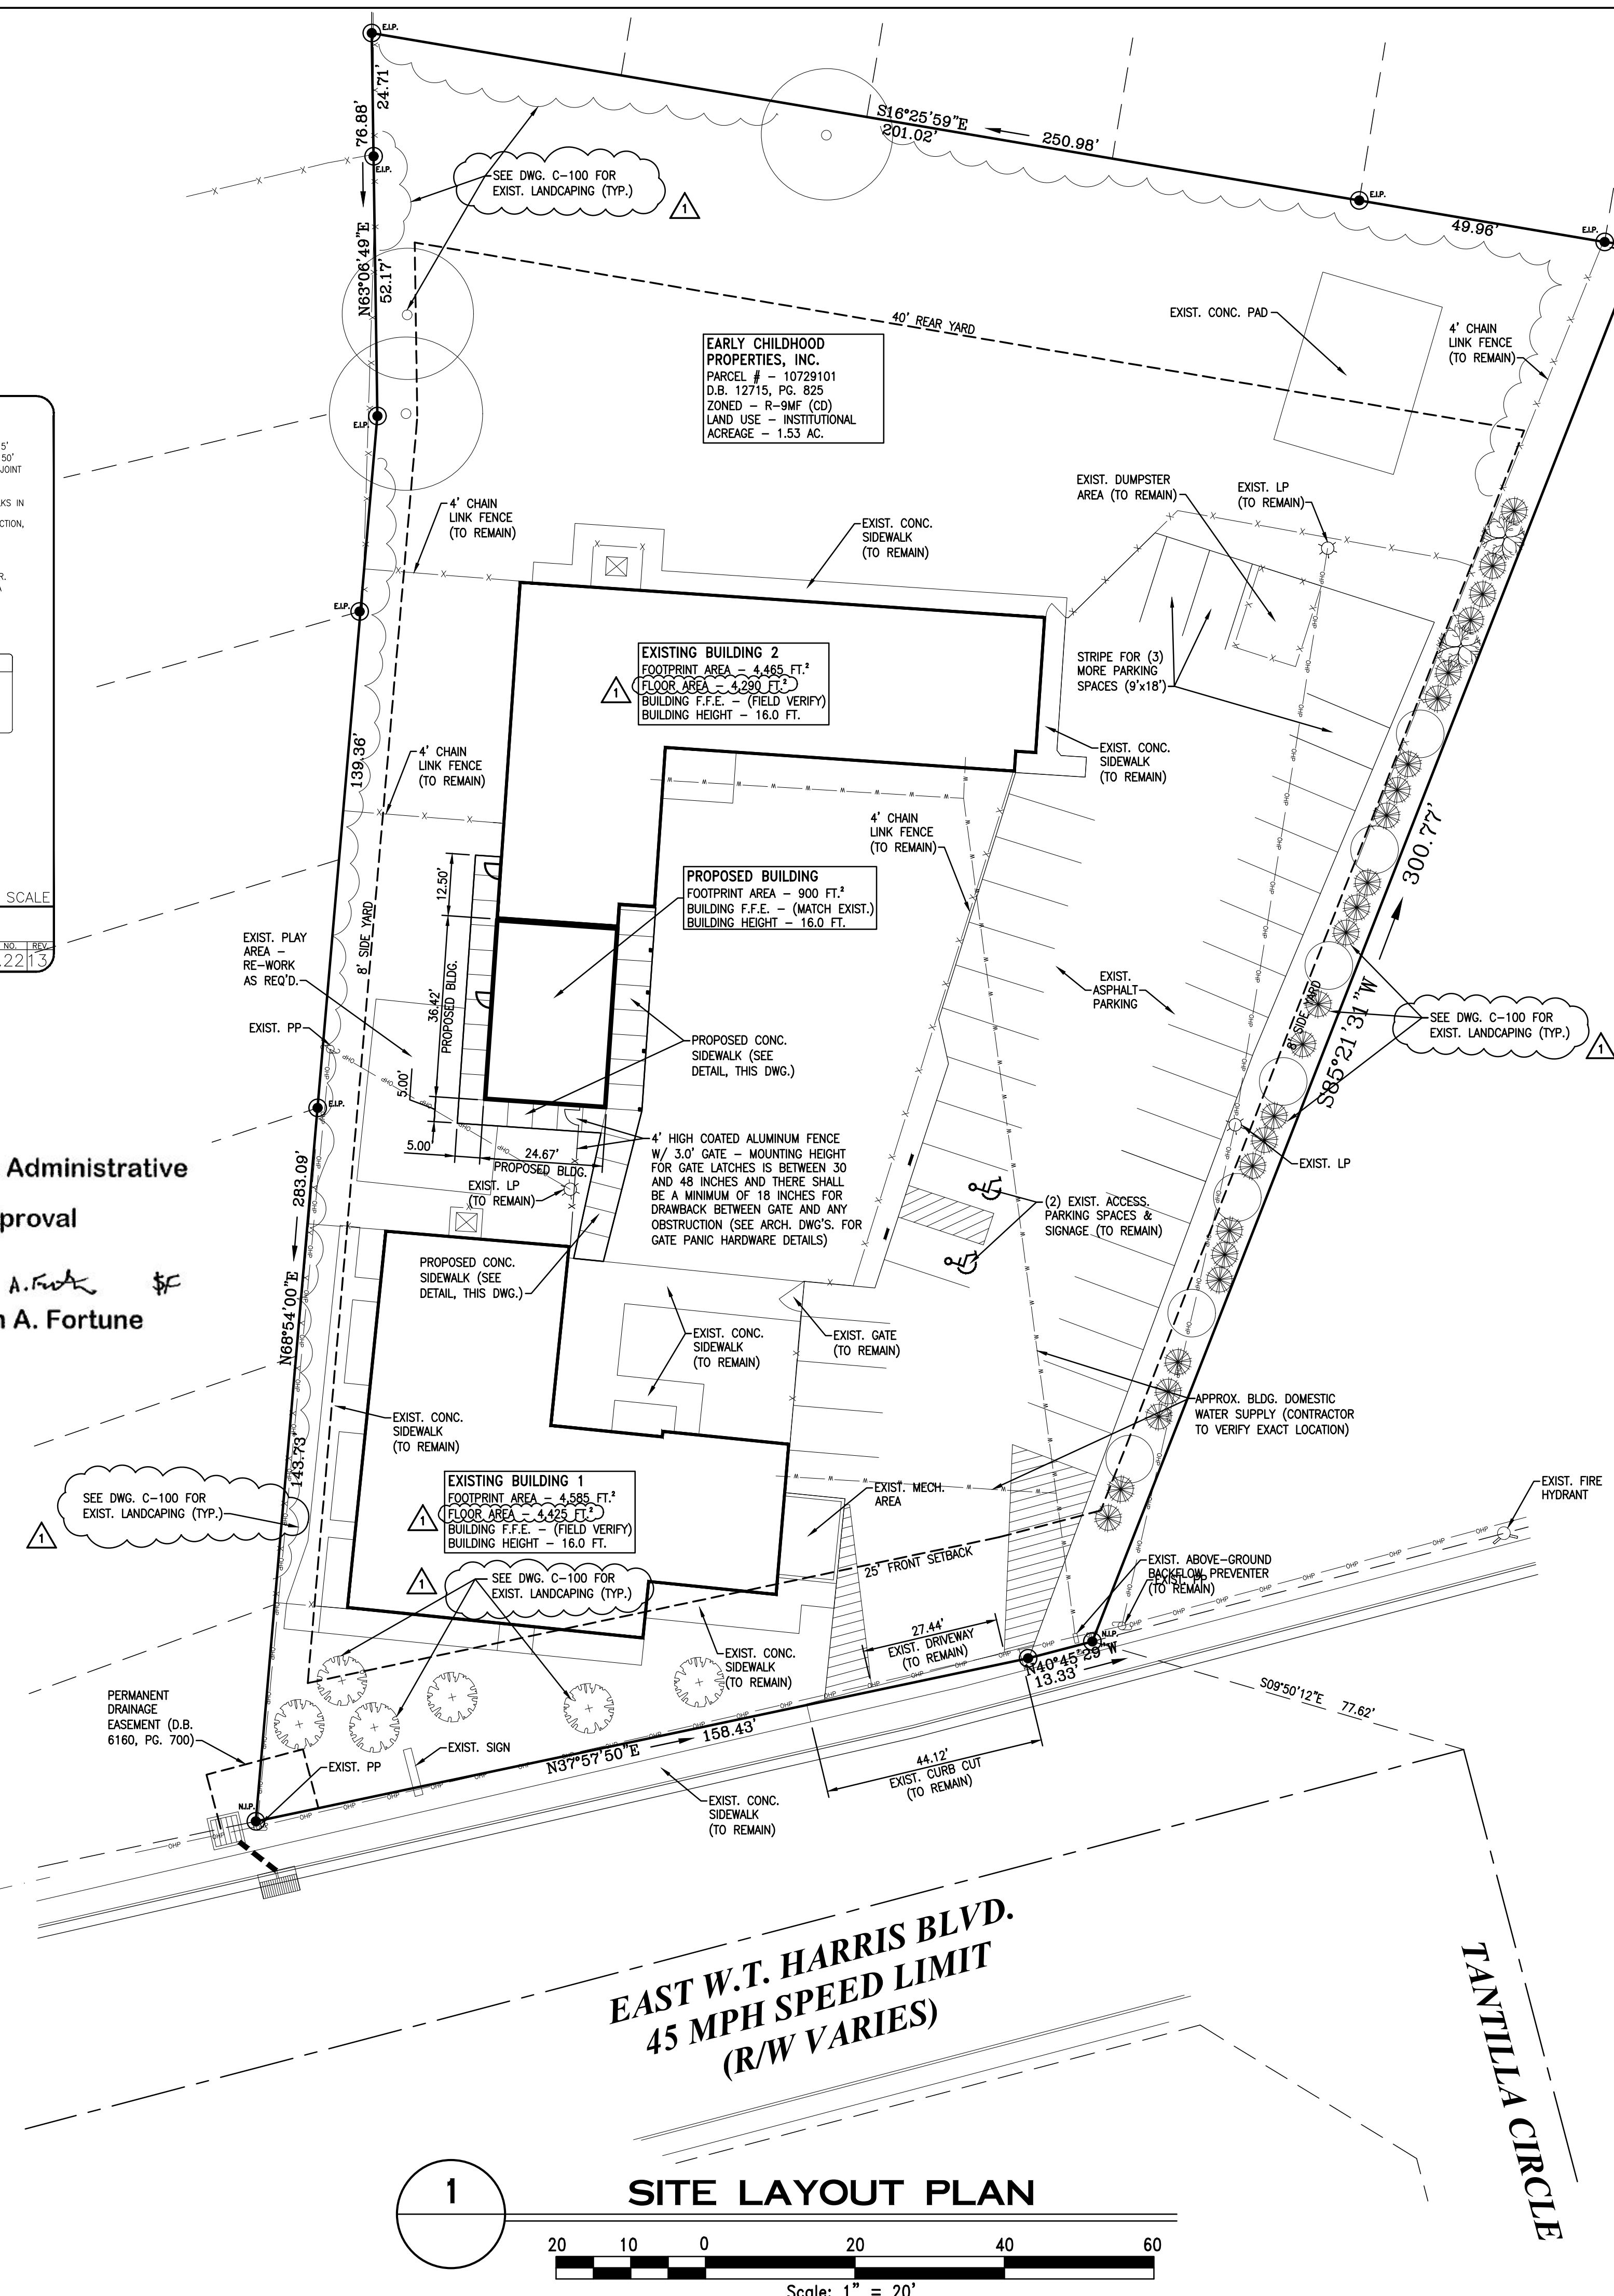 E.I.P.
24.71'
76.88'
E.I.P.
S16°25'59"E
201.02'
250.98'
E.I.P.
49.96'
E.I.P.
SEE DWG. C-100 FOR
EXIST. LANDCAPING (TYP.)
1
N63°06'49"E
52.17'
E.I.P.
40' REAR YARD
EXIST. CONC. PAD
4' CHAIN
LINK FENCE
(TO REMAIN)
EARLY CHILDHOOD
PROPERTIES, INC.
PARCEL # - 10729101
D.B. 12715, PG. 825
ZONED - R-9MF (CD)
LAND USE - INSTITUTIONAL
ACREAGE - 1.53 AC.
5'
50'
JOINT
KS IN
CTION,
R.
SCALE
NO. REV.
.22 13
4' CHAIN
LINK FENCE
(TO REMAIN)
EXIST. CONC.
SIDEWALK
(TO REMAIN)
EXIST. DUMPSTER
AREA (TO REMAIN)
EXIST. LP
(TO REMAIN)
E.I.P.
EXISTING BUILDING 2
FOOTPRINT AREA - 4,465 FT.²
FLOOR AREA - 4,290 FT.²
BUILDING F.F.E. - (FIELD VERIFY)
BUILDING HEIGHT - 16.0 FT.
1
STRIPE FOR (3)
MORE PARKING
SPACES (9'x18')
EXIST. CONC.
SIDEWALK
(TO REMAIN)
139.36'
4' CHAIN
LINK FENCE
(TO REMAIN)
4' CHAIN
LINK FENCE
(TO REMAIN)
300.77'
S85°21'31"W
12.50'
PROPOSED BUILDING
FOOTPRINT AREA - 900 FT.²
BUILDING F.F.E. - (MATCH EXIST.)
BUILDING HEIGHT - 16.0 FT.
8' SIDE YARD
EXIST. PLAY
AREA -
RE-WORK
AS REQ'D.
36.42'
PROPOSED BLDG.
EXIST.
ASPHALT
PARKING
8' SIDE YARD
SEE DWG. C-100 FOR
EXIST. LANDCAPING (TYP.)
1
EXIST. PP
PROPOSED CONC.
SIDEWALK (SEE
DETAIL, THIS DWG.)
5.00'
E.I.P.
5.00'
24.67'
PROPOSED BLDG.
EXIST. LP
(TO REMAIN)
4' HIGH COATED ALUMINUM FENCE
W/ 3.0' GATE - MOUNTING HEIGHT
FOR GATE LATCHES IS BETWEEN 30
AND 48 INCHES AND THERE SHALL
BE A MINIMUM OF 18 INCHES FOR
DRAWBACK BETWEEN GATE AND ANY
OBSTRUCTION (SEE ARCH. DWG'S. FOR
GATE PANIC HARDWARE DETAILS)
EXIST. LP
(2) EXIST. ACCESS.
PARKING SPACES &
SIGNAGE (TO REMAIN)
Administrative
proval
A. Fortune
283.09'
N68°54'00"E
PROPOSED CONC.
SIDEWALK (SEE
DETAIL, THIS DWG.)
EXIST. CONC.
SIDEWALK
(TO REMAIN)
EXIST. GATE
(TO REMAIN)
EXIST. CONC.
SIDEWALK
(TO REMAIN)
APPROX. BLDG. DOMESTIC
WATER SUPPLY (CONTRACTOR
TO VERIFY EXACT LOCATION)
143.73'
SEE DWG. C-100 FOR
EXIST. LANDCAPING (TYP.)
1
EXISTING BUILDING 1
FOOTPRINT AREA - 4,585 FT.²
FLOOR AREA - 4,425 FT.²
BUILDING F.F.E. - (FIELD VERIFY)
BUILDING HEIGHT - 16.0 FT.
1
EXIST. MECH.
AREA
EXIST. FIRE
HYDRANT
1
SEE DWG. C-100 FOR
EXIST. LANDCAPING (TYP.)
25' FRONT SETBACK
EXIST. ABOVE-GROUND
BACKFLOW PREVENTER
(TO REMAIN)
EXIST. PP
27.44'
EXIST. DRIVEWAY
(TO REMAIN)
N.I.P.
N40°45'29"W
13.33'
EXIST. CONC.
SIDEWALK
(TO REMAIN)
S09°50'12"E 77.62'
PERMANENT
DRAINAGE
EASEMENT (D.B.
6160, PG. 700)
EXIST. SIGN
EXIST. PP
N.I.P.
N37°57'50"E
158.43'
44.12'
EXIST. CURB CUT
(TO REMAIN)
EXIST. CONC.
SIDEWALK
(TO REMAIN)
EAST W.T. HARRIS BLVD.
45 MPH SPEED LIMIT
(R/W VARIES)
TANTILLA CIRCLE
1
SITE LAYOUT PLAN
20 10 0 20 40 60
Scale: 1" = 20'